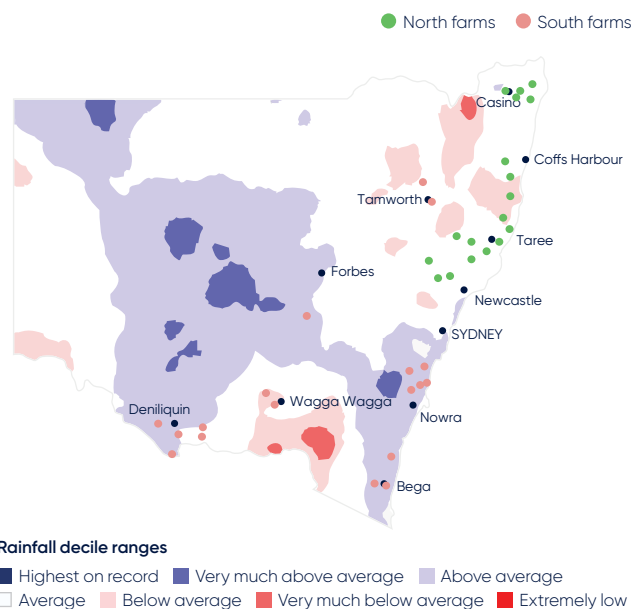 North farms South farms
Casino
Coffs Harbour
Tamworth
Taree
Forbes
Newcastle
SYDNEY
Wagga Wagga
Deniliquin
Nowra
Bega
Rainfall decile ranges
Highest on record Very much above average Above average
Average Below average Very much below average Extremely low